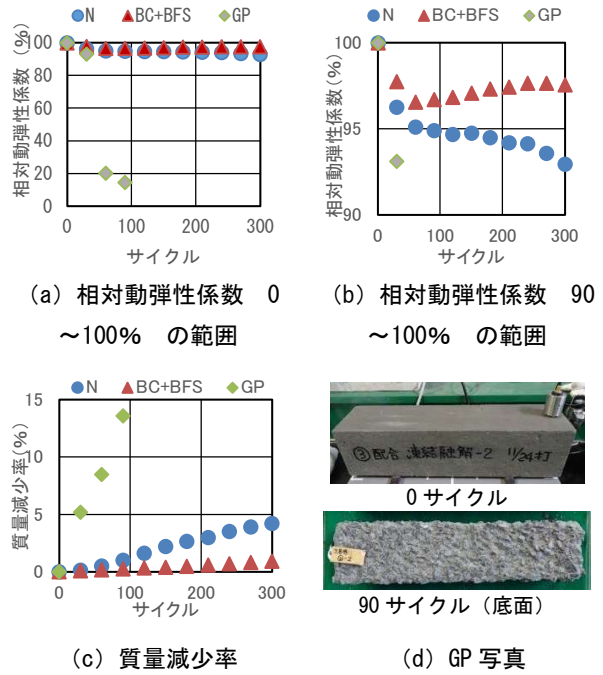 N BC+BFS GP
相対動弾性係数（%）
100
80
60
40
20
0
0 100 200 300
サイクル
(a) 相対動弾性係数 0
～100% の範囲
N BC+BFS GP
相対動弾性係数(%)
100
95
90
0 100 200 300
サイクル
(b) 相対動弾性係数 90
～100% の範囲
N BC+BFS GP
質量減少率(%)
15
10
5
0
0 100 200 300
サイクル
(c) 質量減少率
③配合 凍結融解-2 11/24打
0 サイクル
90 サイクル（底面）
(d) GP 写真